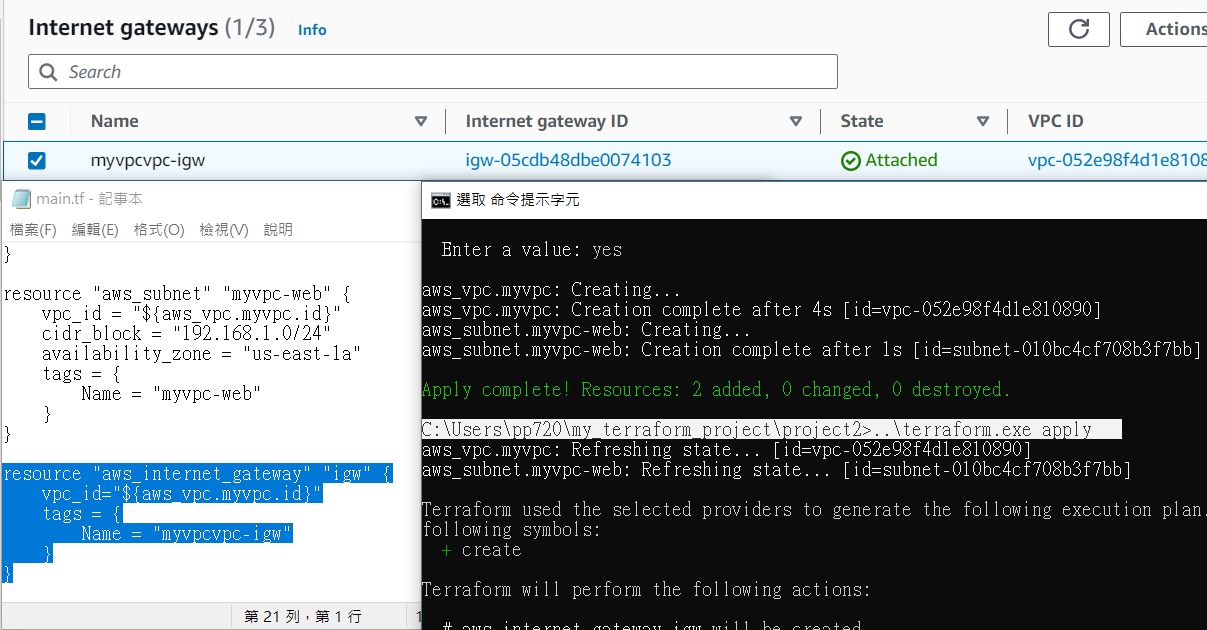 Internet gateways (1/3) Info
Actions
Search
Name Internet gateway ID State VPC ID
myvpcvpc-igw igw-05cdb48dbe0074103 Attached vpc-052e98f4d1e8108
main.tf - 記事本
檔案(F) 編輯(E) 格式(O) 檢視(V) 說明
}
resource "aws_subnet" "myvpc-web" {
vpc_id = "${aws_vpc.myvpc.id}"
cidr_block = "192.168.1.0/24"
availability_zone = "us-east-1a"
tags = {
Name = "myvpc-web"
}
}
resource "aws_internet_gateway" "igw" {
vpc_id="${aws_vpc.myvpc.id}"
tags = {
Name = "myvpcvpc-igw"
}
}
第 21 列，第 1 行 1
選取 命令提示字元
Enter a value: yes
aws_vpc.myvpc: Creating...
aws_vpc.myvpc: Creation complete after 4s [id=vpc-052e98f4d1e810890]
aws_subnet.myvpc-web: Creating...
aws_subnet.myvpc-web: Creation complete after 1s [id=subnet-010bc4cf708b3f7bb]
Apply complete! Resources: 2 added, 0 changed, 0 destroyed.
C:\Users\pp720\my_terraform_project\project2>..\terraform.exe apply
aws_vpc.myvpc: Refreshing state... [id=vpc-052e98f4d1e810890]
aws_subnet.myvpc-web: Refreshing state... [id=subnet-010bc4cf708b3f7bb]
Terraform used the selected providers to generate the following execution plan.
following symbols:
+ create
Terraform will perform the following actions:
# aws_internet_gateway.igw will be created